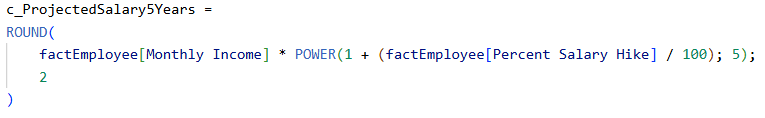 c_ProjectedSalary5Years =
ROUND(
    factEmployee[Monthly Income] * POWER(1 + (factEmployee[Percent Salary Hike] / 100); 5);
    2
)